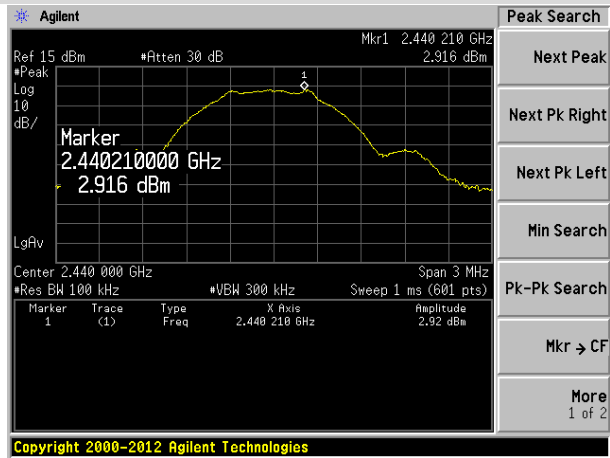 Agilent
Peak Search
Mkr1 2.440 210 GHz
Ref 15 dBm #Atten 30 dB 2.916 dBm
#Peak
Log
10
dB/
1
Marker
2.440210000 GHz
2.916 dBm
LgAv
Center 2.440 000 GHz Span 3 MHz
#Res BW 100 kHz #VBW 300 kHz Sweep 1 ms (601 pts)
Marker Trace Type X Axis Amplitude
1 (1) Freq 2.440 210 GHz 2.92 dBm
Next Peak
Next Pk Right
Next Pk Left
Min Search
Pk-Pk Search
Mkr → CF
More
1 of 2
Copyright 2000-2012 Agilent Technologies